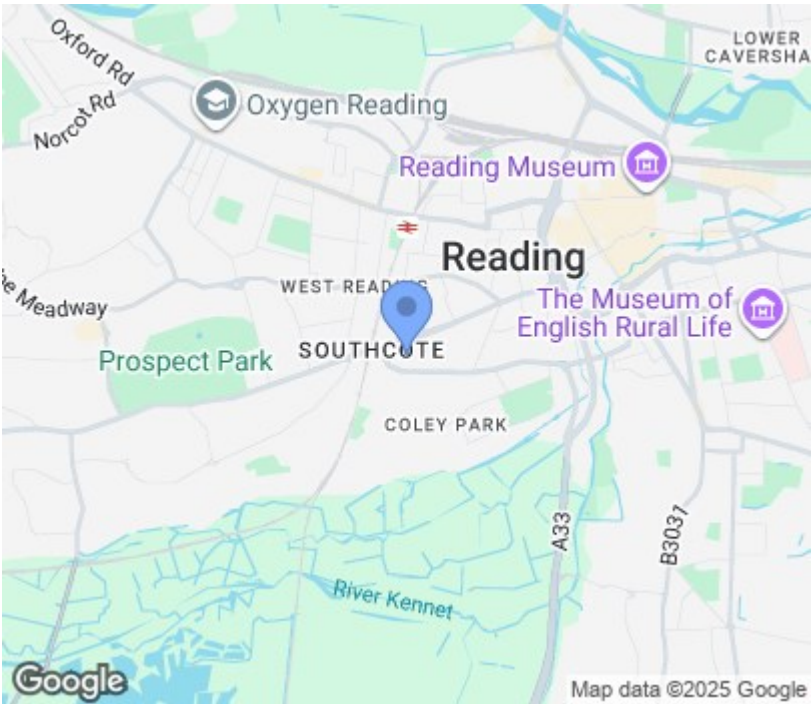 Oxford Rd
LOWER
CAVERSHA
Norcot Rd
Oxygen Reading
Reading Museum
Reading
WEST READING
e Meadway
The Museum of
English Rural Life
SOUTHCOTE
Prospect Park
COLEY PARK
A33
B3031
River Kennet
Google
Map data ©2025 Google